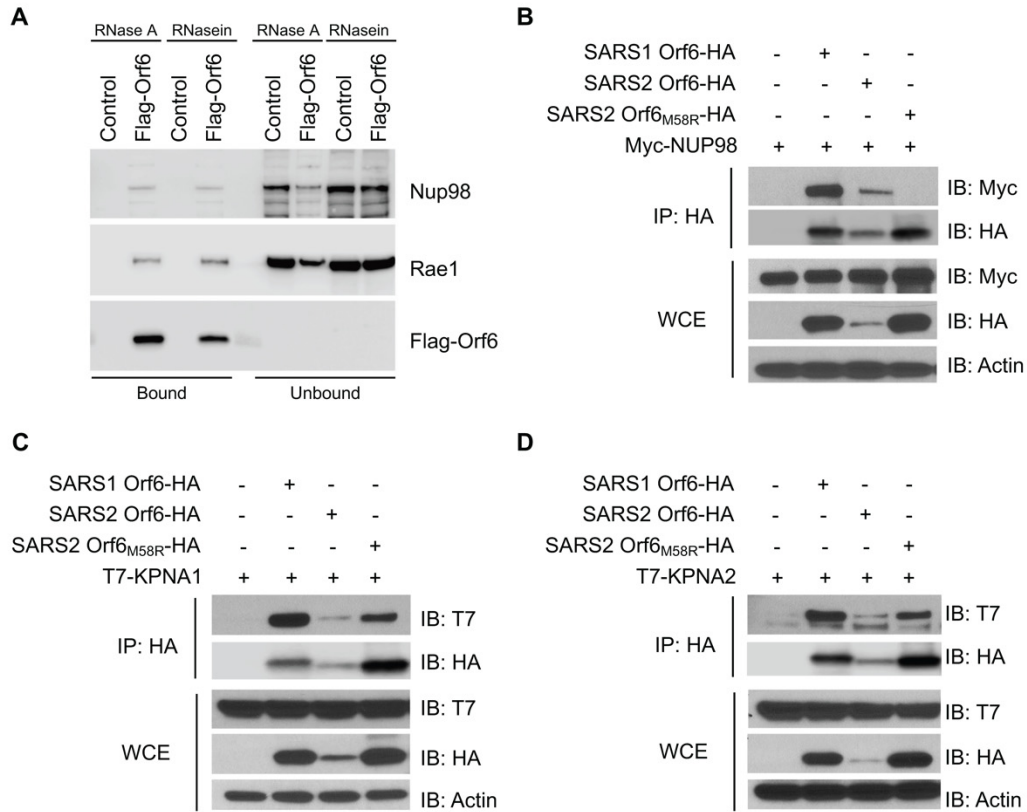 A
RNase A RNasein RNase A RNasein
Control Flag-Orf6 Control Flag-Orf6 Control Flag-Orf6 Control Flag-Orf6
Nup98
Rae1
Flag-Orf6
Bound Unbound
B
SARS1 Orf6-HA - + - -
SARS2 Orf6-HA - - + -
SARS2 Orf6M58R-HA - - - +
Myc-NUP98 + + + +
IP: HA
IB: Myc
IB: HA
WCE
IB: Myc
IB: HA
IB: Actin
C
SARS1 Orf6-HA - + - -
SARS2 Orf6-HA - - + -
SARS2 Orf6M58R-HA - - - +
T7-KPNA1 + + + +
IP: HA
IB: T7
IB: HA
WCE
IB: T7
IB: HA
IB: Actin
D
SARS1 Orf6-HA - + - -
SARS2 Orf6-HA - - + -
SARS2 Orf6M58R-HA - - - +
T7-KPNA2 + + + +
IP: HA
IB: T7
IB: HA
WCE
IB: T7
IB: HA
IB: Actin